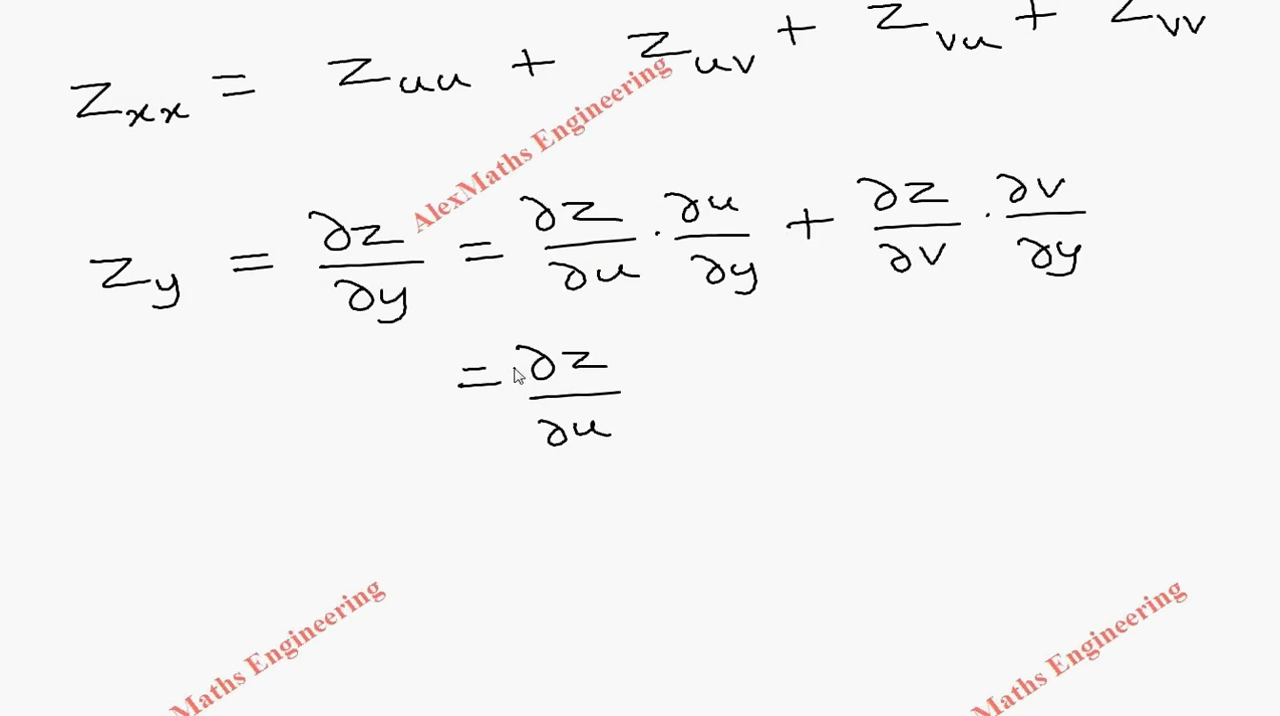 Zxx = Zuu + Zuv + Zvu + Zvv
AlexMaths Engineering
Zy = ∂z/∂y = ∂z/∂u · ∂u/∂y + ∂z/∂v · ∂v/∂y
= ∂z/∂u
Maths Engineering
Maths Engineering